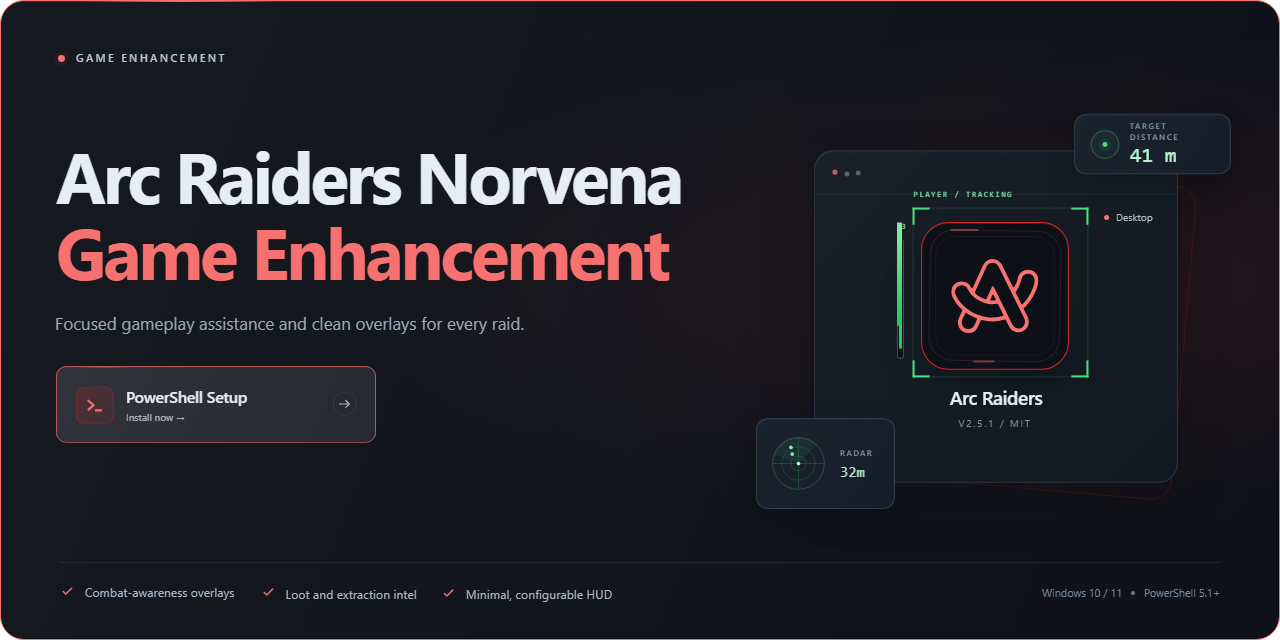 GAME ENHANCEMENT
Arc Raiders Norvena
Game Enhancement
Focused gameplay assistance and clean overlays for every raid.
PowerShell Setup
Install now →
TARGET
DISTANCE
41 m
PLAYER / TRACKING
Desktop
Arc Raiders
V2.5.1 / MIT
RADAR
32m
Combat-awareness overlays
Loot and extraction intel
Minimal, configurable HUD
Windows 10 / 11 • PowerShell 5.1+